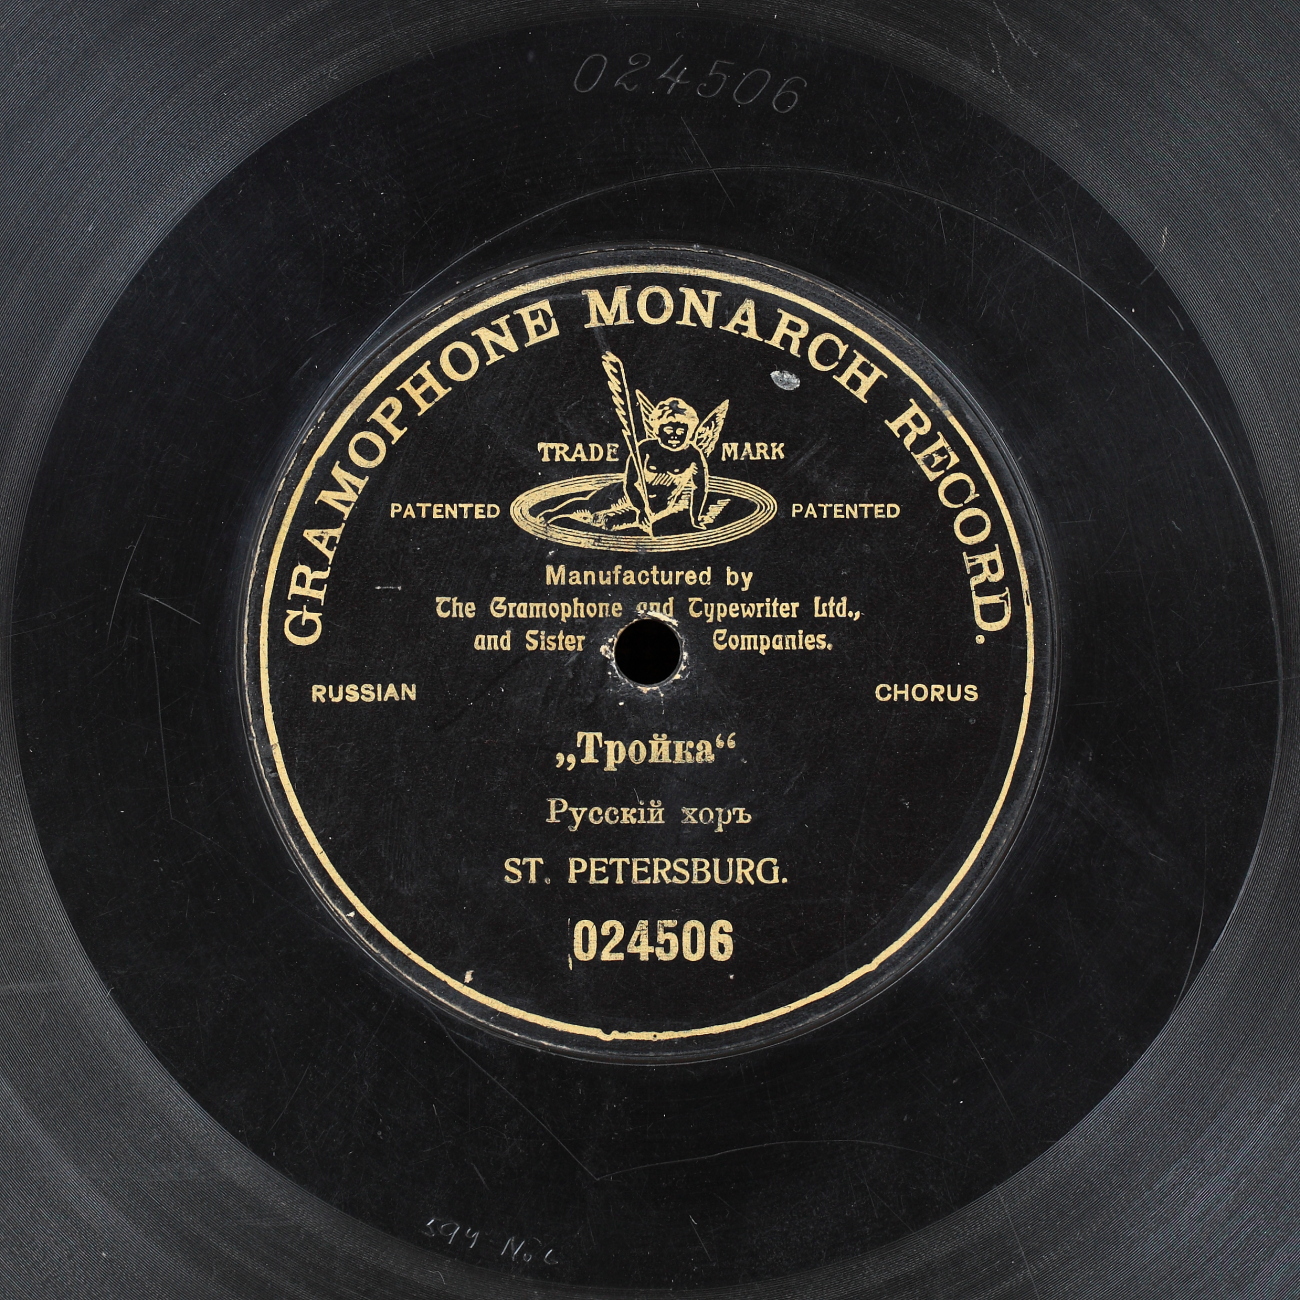 024506
GRAMOPHONE MONARCH RECORD.
TRADE MARK
PATENTED PATENTED
Manufactured by
The Gramophone and Typewriter Ltd.,
and Sister Companies.
RUSSIAN CHORUS
„Тройка“
Русскій хоръ
ST. PETERSBURG.
024506